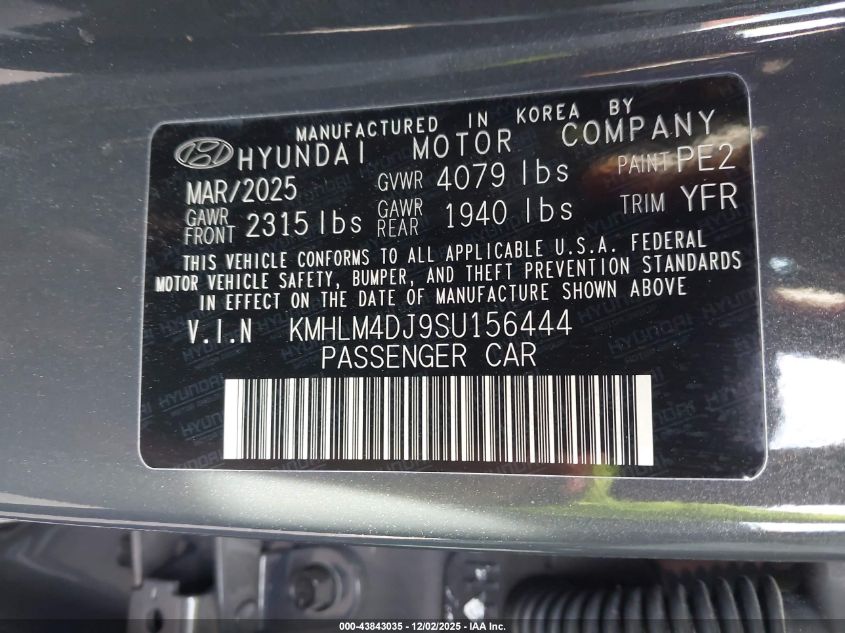 MANUFACTURED IN KOREA BY
HYUNDAI MOTOR COMPANY
MAR/2025 GVWR 4079 lbs PAINT PE2
GAWR FRONT 2315 lbs GAWR REAR 1940 lbs TRIM YFR
THIS VEHICLE CONFORMS TO ALL APPLICABLE U.S.A. FEDERAL
MOTOR VEHICLE SAFETY, BUMPER, AND THEFT PREVENTION STANDARDS
IN EFFECT ON THE DATE OF MANUFACTURE SHOWN ABOVE
V.I.N KMHLM4DJ9SU156444
PASSENGER CAR
000-43843035 - 12/02/2025 - IAA Inc.